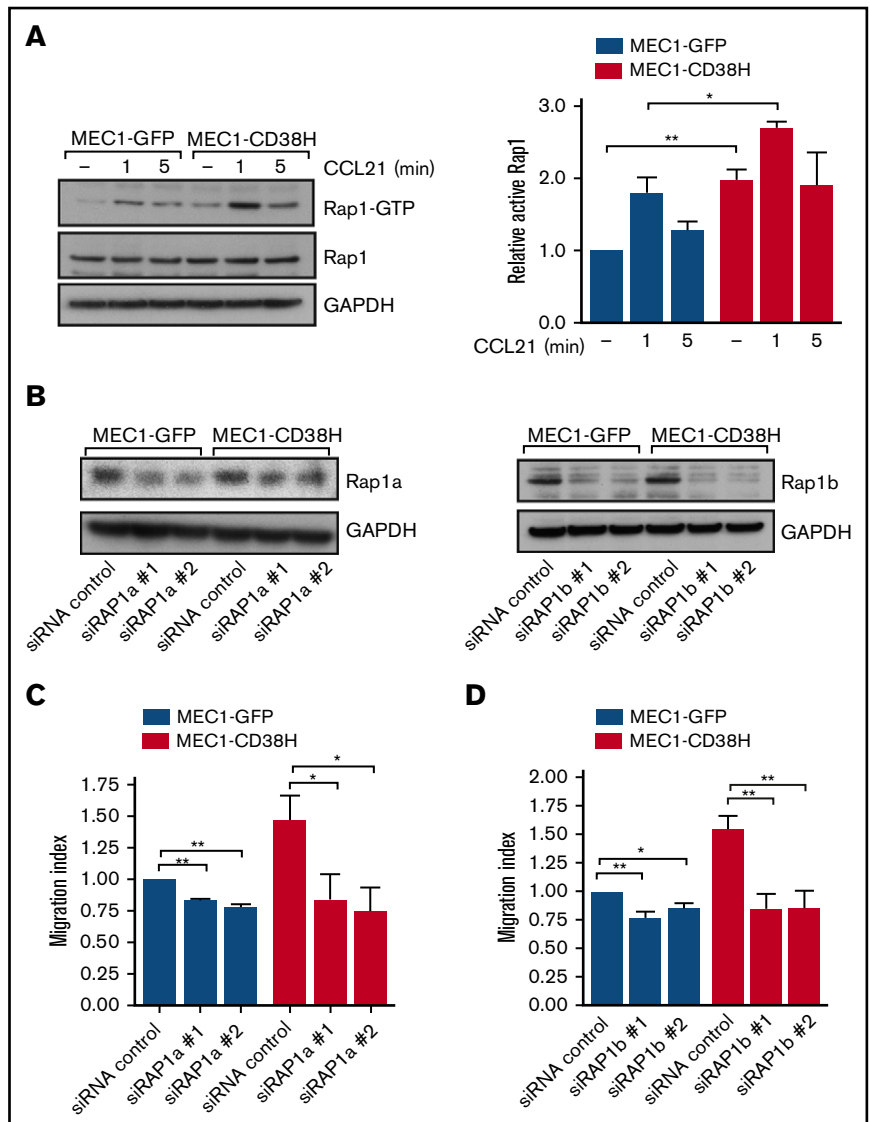 A
MEC1-GFP
MEC1-CD38H
MEC1-GFP MEC1-CD38H
– 1 5 – 1 5 CCL21 (min)
Rap1-GTP
Rap1
GAPDH
Relative active Rap1
3.0
2.0
1.0
0.0
* 
**
CCL21 (min) – 1 5 – 1 5
B
MEC1-GFP MEC1-CD38H
Rap1a
GAPDH
siRNA control
siRAP1a #1
siRAP1a #2
siRNA control
siRAP1a #1
siRAP1a #2
MEC1-GFP MEC1-CD38H
Rap1b
GAPDH
siRNA control
siRAP1b #1
siRAP1b #2
siRNA control
siRAP1b #1
siRAP1b #2
C
MEC1-GFP
MEC1-CD38H
Migration index
1.75
1.50
1.25
1.00
0.75
0.50
0.25
0.00
**
**
*
*
siRNA control
siRAP1a #1
siRAP1a #2
siRNA control
siRAP1a #1
siRAP1a #2
D
MEC1-GFP
MEC1-CD38H
Migration index
2.00
1.75
1.50
1.25
1.00
0.75
0.50
0.25
0.00
*
**
**
**
siRNA control
siRAP1b #1
siRAP1b #2
siRNA control
siRAP1b #1
siRAP1b #2